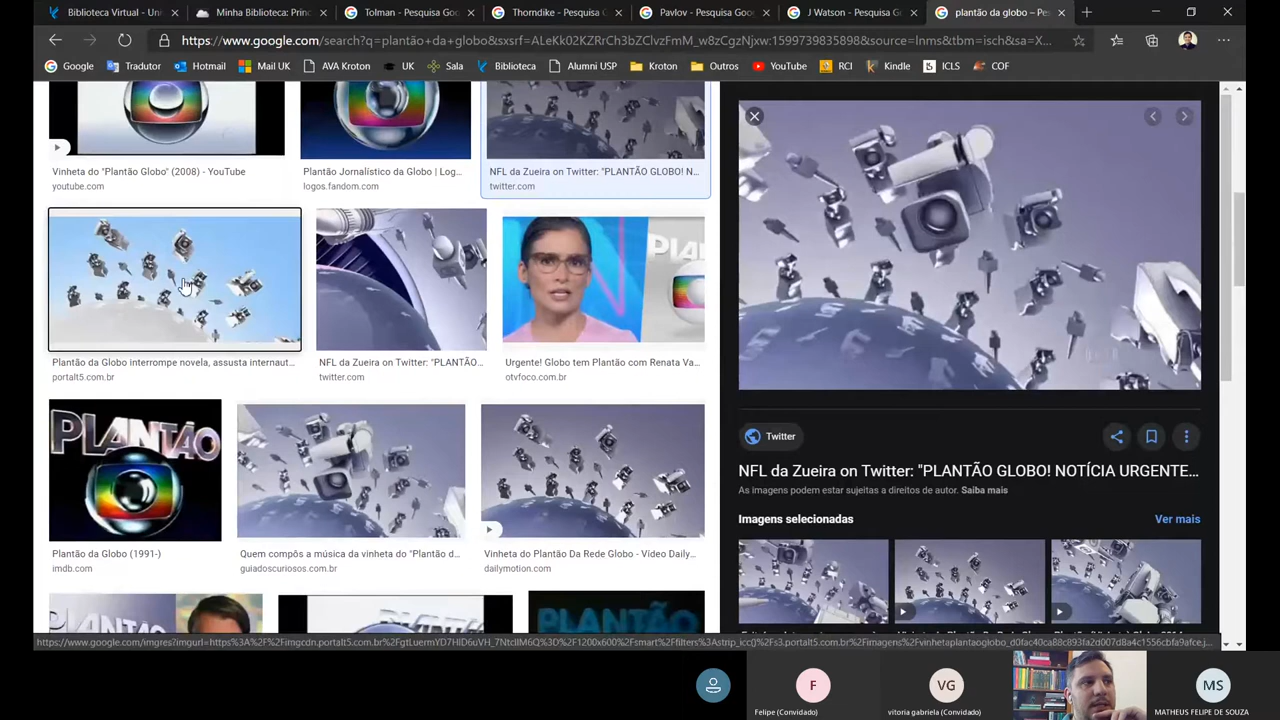 Biblioteca Virtual - Uni
Minha Biblioteca: Princ
Tolman - Pesquisa Goo
Thorndike - Pesquisa G
Pavlov - Pesquisa Goo
J Watson - Pesquisa G
plantão da globo – Pes
https://www.google.com/search?q=plantão+da+globo&sxsrf=ALeKk02KZRrCh3bZClvzFmM_w8zCgzNjxw:1599739835898&source=lnms&tbm=isch&sa=X...
Google
Tradutor
Hotmail
Mail UK
AVA Kroton
UK
Sala
Biblioteca
Alumni USP
Kroton
Outros
YouTube
RCI
Kindle
ICLS
COF
Vinheta do "Plantão Globo" (2008) - YouTube
youtube.com
Plantão Jornalístico da Globo | Log...
logos.fandom.com
NFL da Zueira on Twitter: "PLANTÃO GLOBO! N...
twitter.com
PLANTÃO
Plantão da Globo interrompe novela, assusta internaut...
portalt5.com.br
NFL da Zueira on Twitter: "PLANTÃO...
twitter.com
Urgente! Globo tem Plantão com Renata Va...
otvfoco.com.br
PLANTÃO
Plantão da Globo (1991-)
imdb.com
Quem compôs a música da vinheta do "Plantão d...
guiadoscuriosos.com.br
Vinheta do Plantão Da Rede Globo - Vídeo Daily...
dailymotion.com
PLANTÃO
Twitter
NFL da Zueira on Twitter: "PLANTÃO GLOBO! NOTÍCIA URGENTE...
As imagens podem estar sujeitas a direitos de autor. Saiba mais
Imagens selecionadas
Ver mais
F
Felipe (Convidado)
VG
vitoria gabriela (Convidado)
MS
MATHEUS FELIPE DE SOUZA